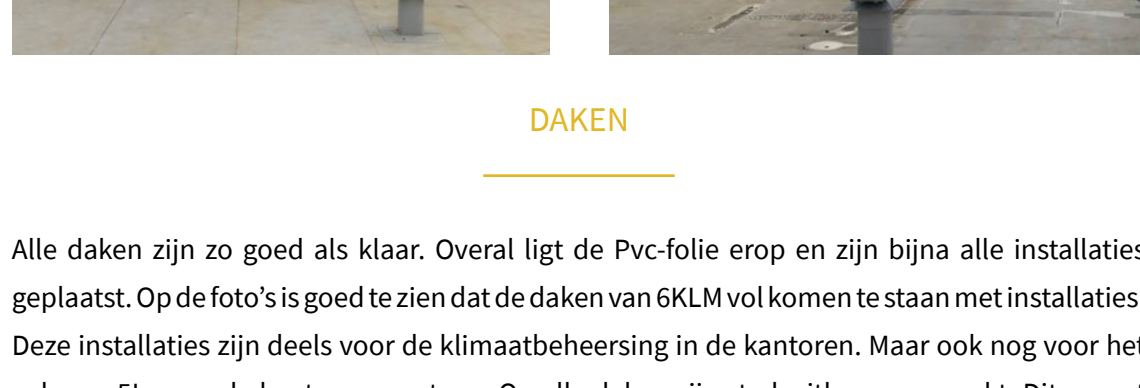 DAKEN
Alle daken zijn zo goed als klaar. Overal ligt de Pvc-folie erop en zijn bijna alle installaties
geplaatst. Op de foto's is goed te zien dat de daken van 6KLM vol komen te staan met installaties
Deze installaties zijn deels voor de klimaatbeheersing in de kantoren. Maar ook nog voor het